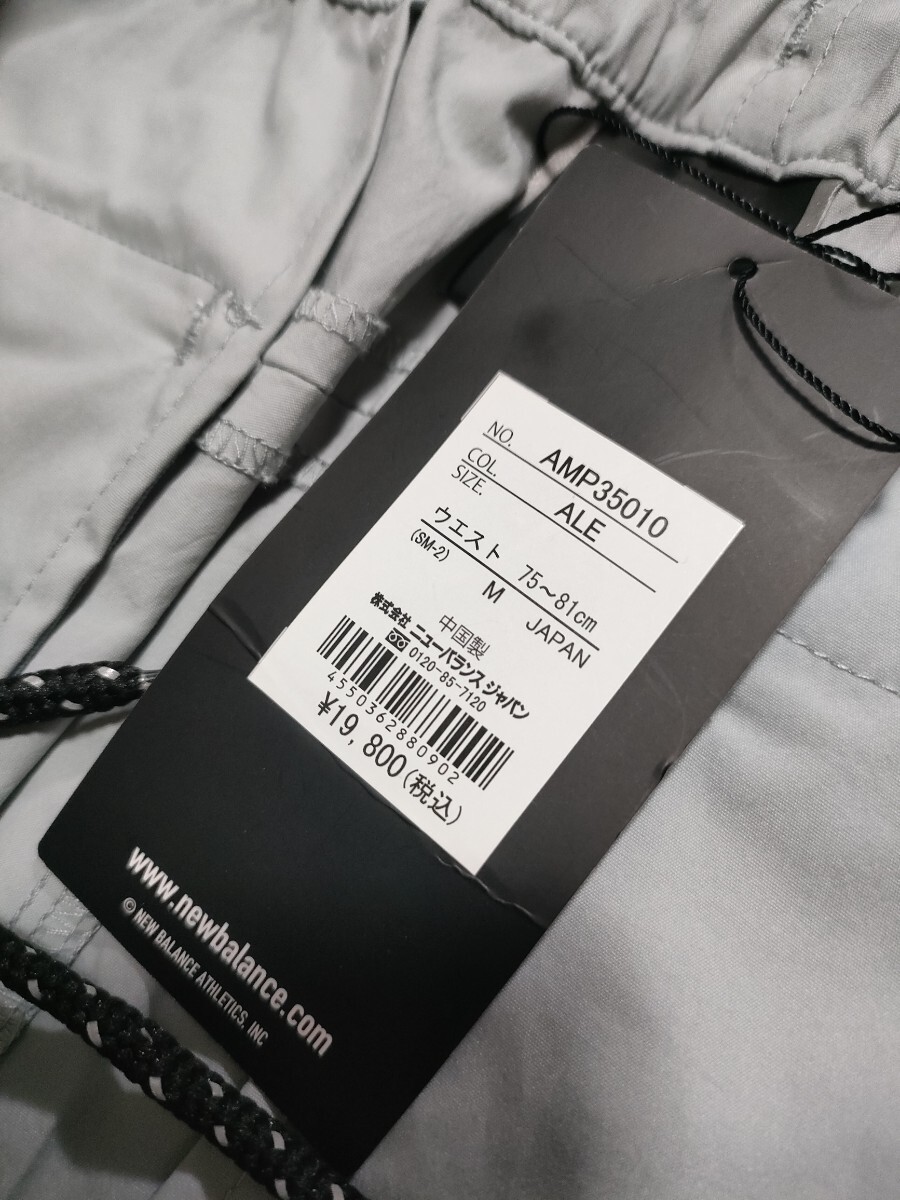 NO. AMP35010
COL. ALE
SIZE.
ウエスト 75～81cm
(SM-2) M JAPAN
中国製
株式会社 ニューバランス ジャパン
0120-85-7120
4550362880902
¥19,800(税込)
www.newbalance.com
© NEW BALANCE ATHLETICS, INC